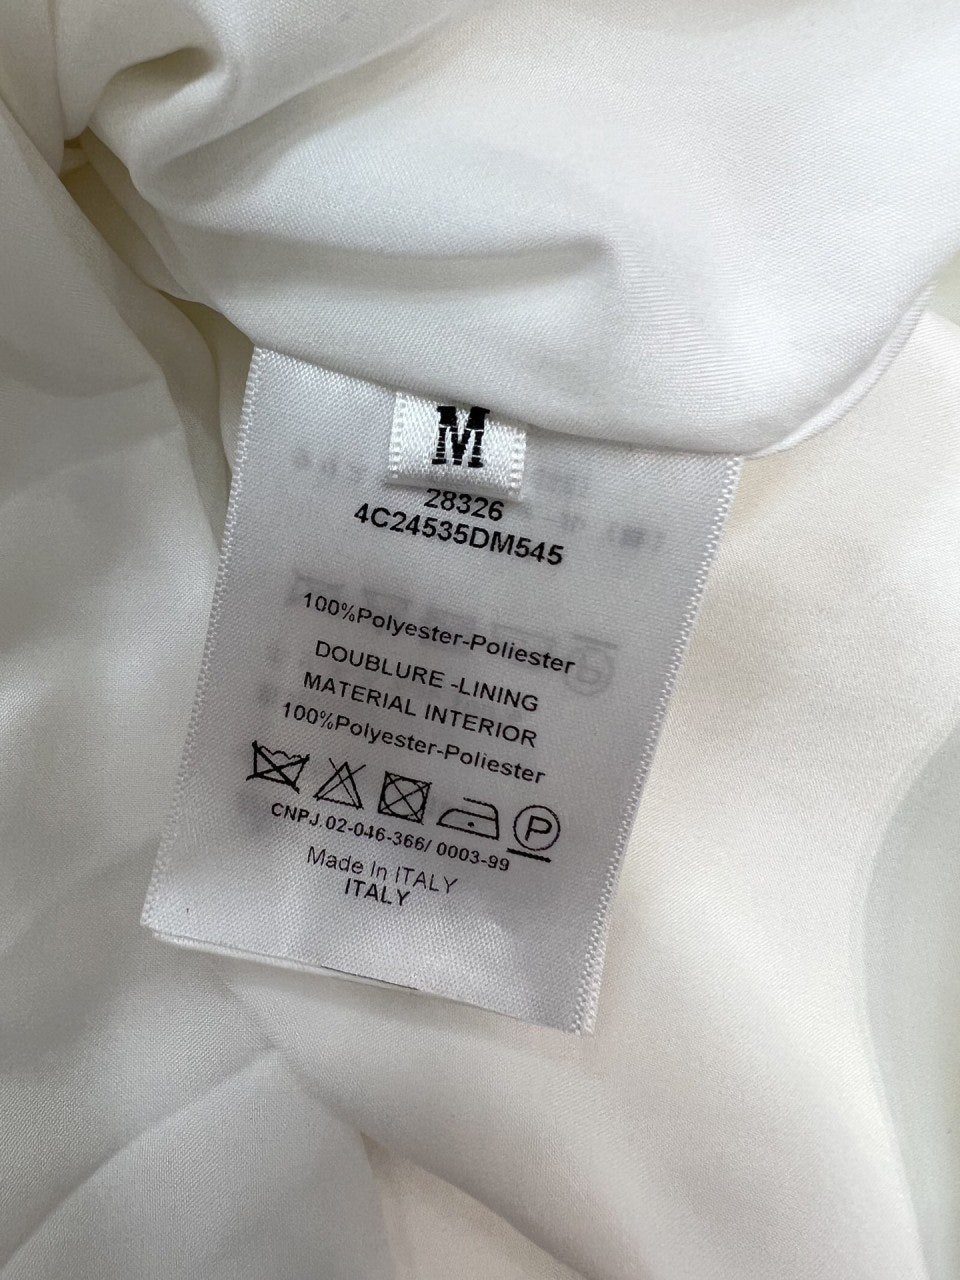 M
28326
4C24535DM545
100%Polyester-Poliester
DOUBLURE -LINING
MATERIAL INTERIOR
100%Polyester-Poliester
P
CNPJ.02-046-366/ 0003-99
Made In ITALY
ITALY